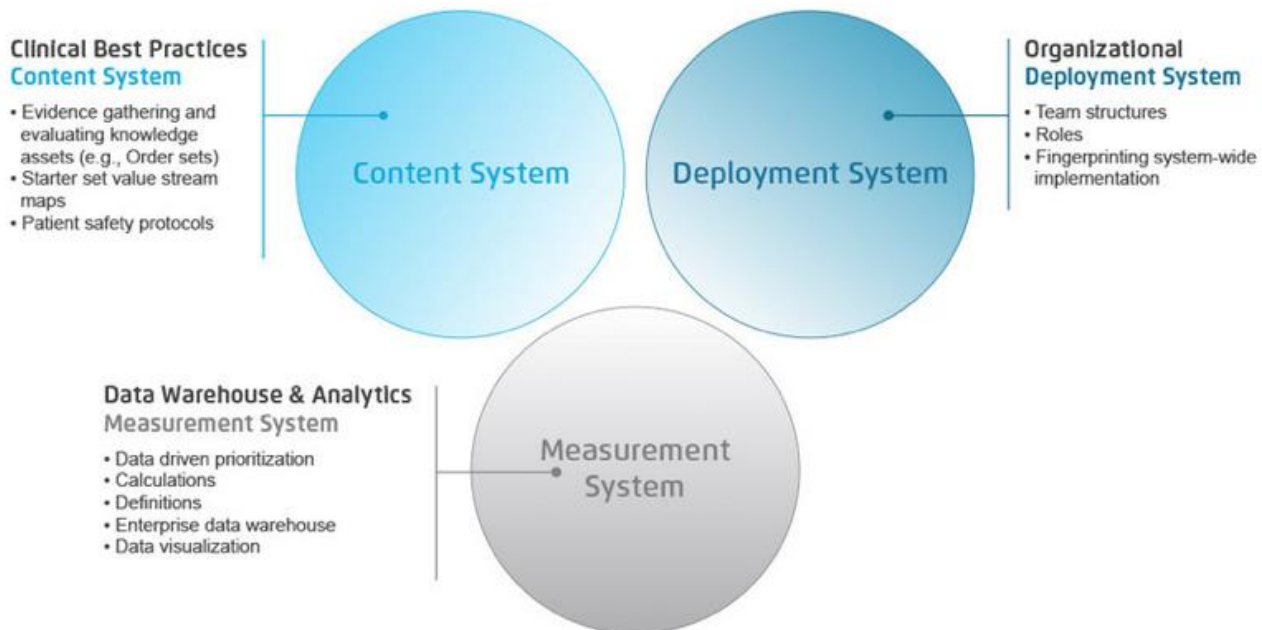 Clinical Best Practices
Content System
• Evidence gathering and
evaluating knowledge
assets (e.g., Order sets)
• Starter set value stream
maps
• Patient safety protocols
Content System
Deployment System
Organizational
Deployment System
• Team structures
• Roles
• Fingerprinting system-wide
implementation
Data Warehouse & Analytics
Measurement System
• Data driven prioritization
• Calculations
• Definitions
• Enterprise data warehouse
• Data visualization
Measurement
System